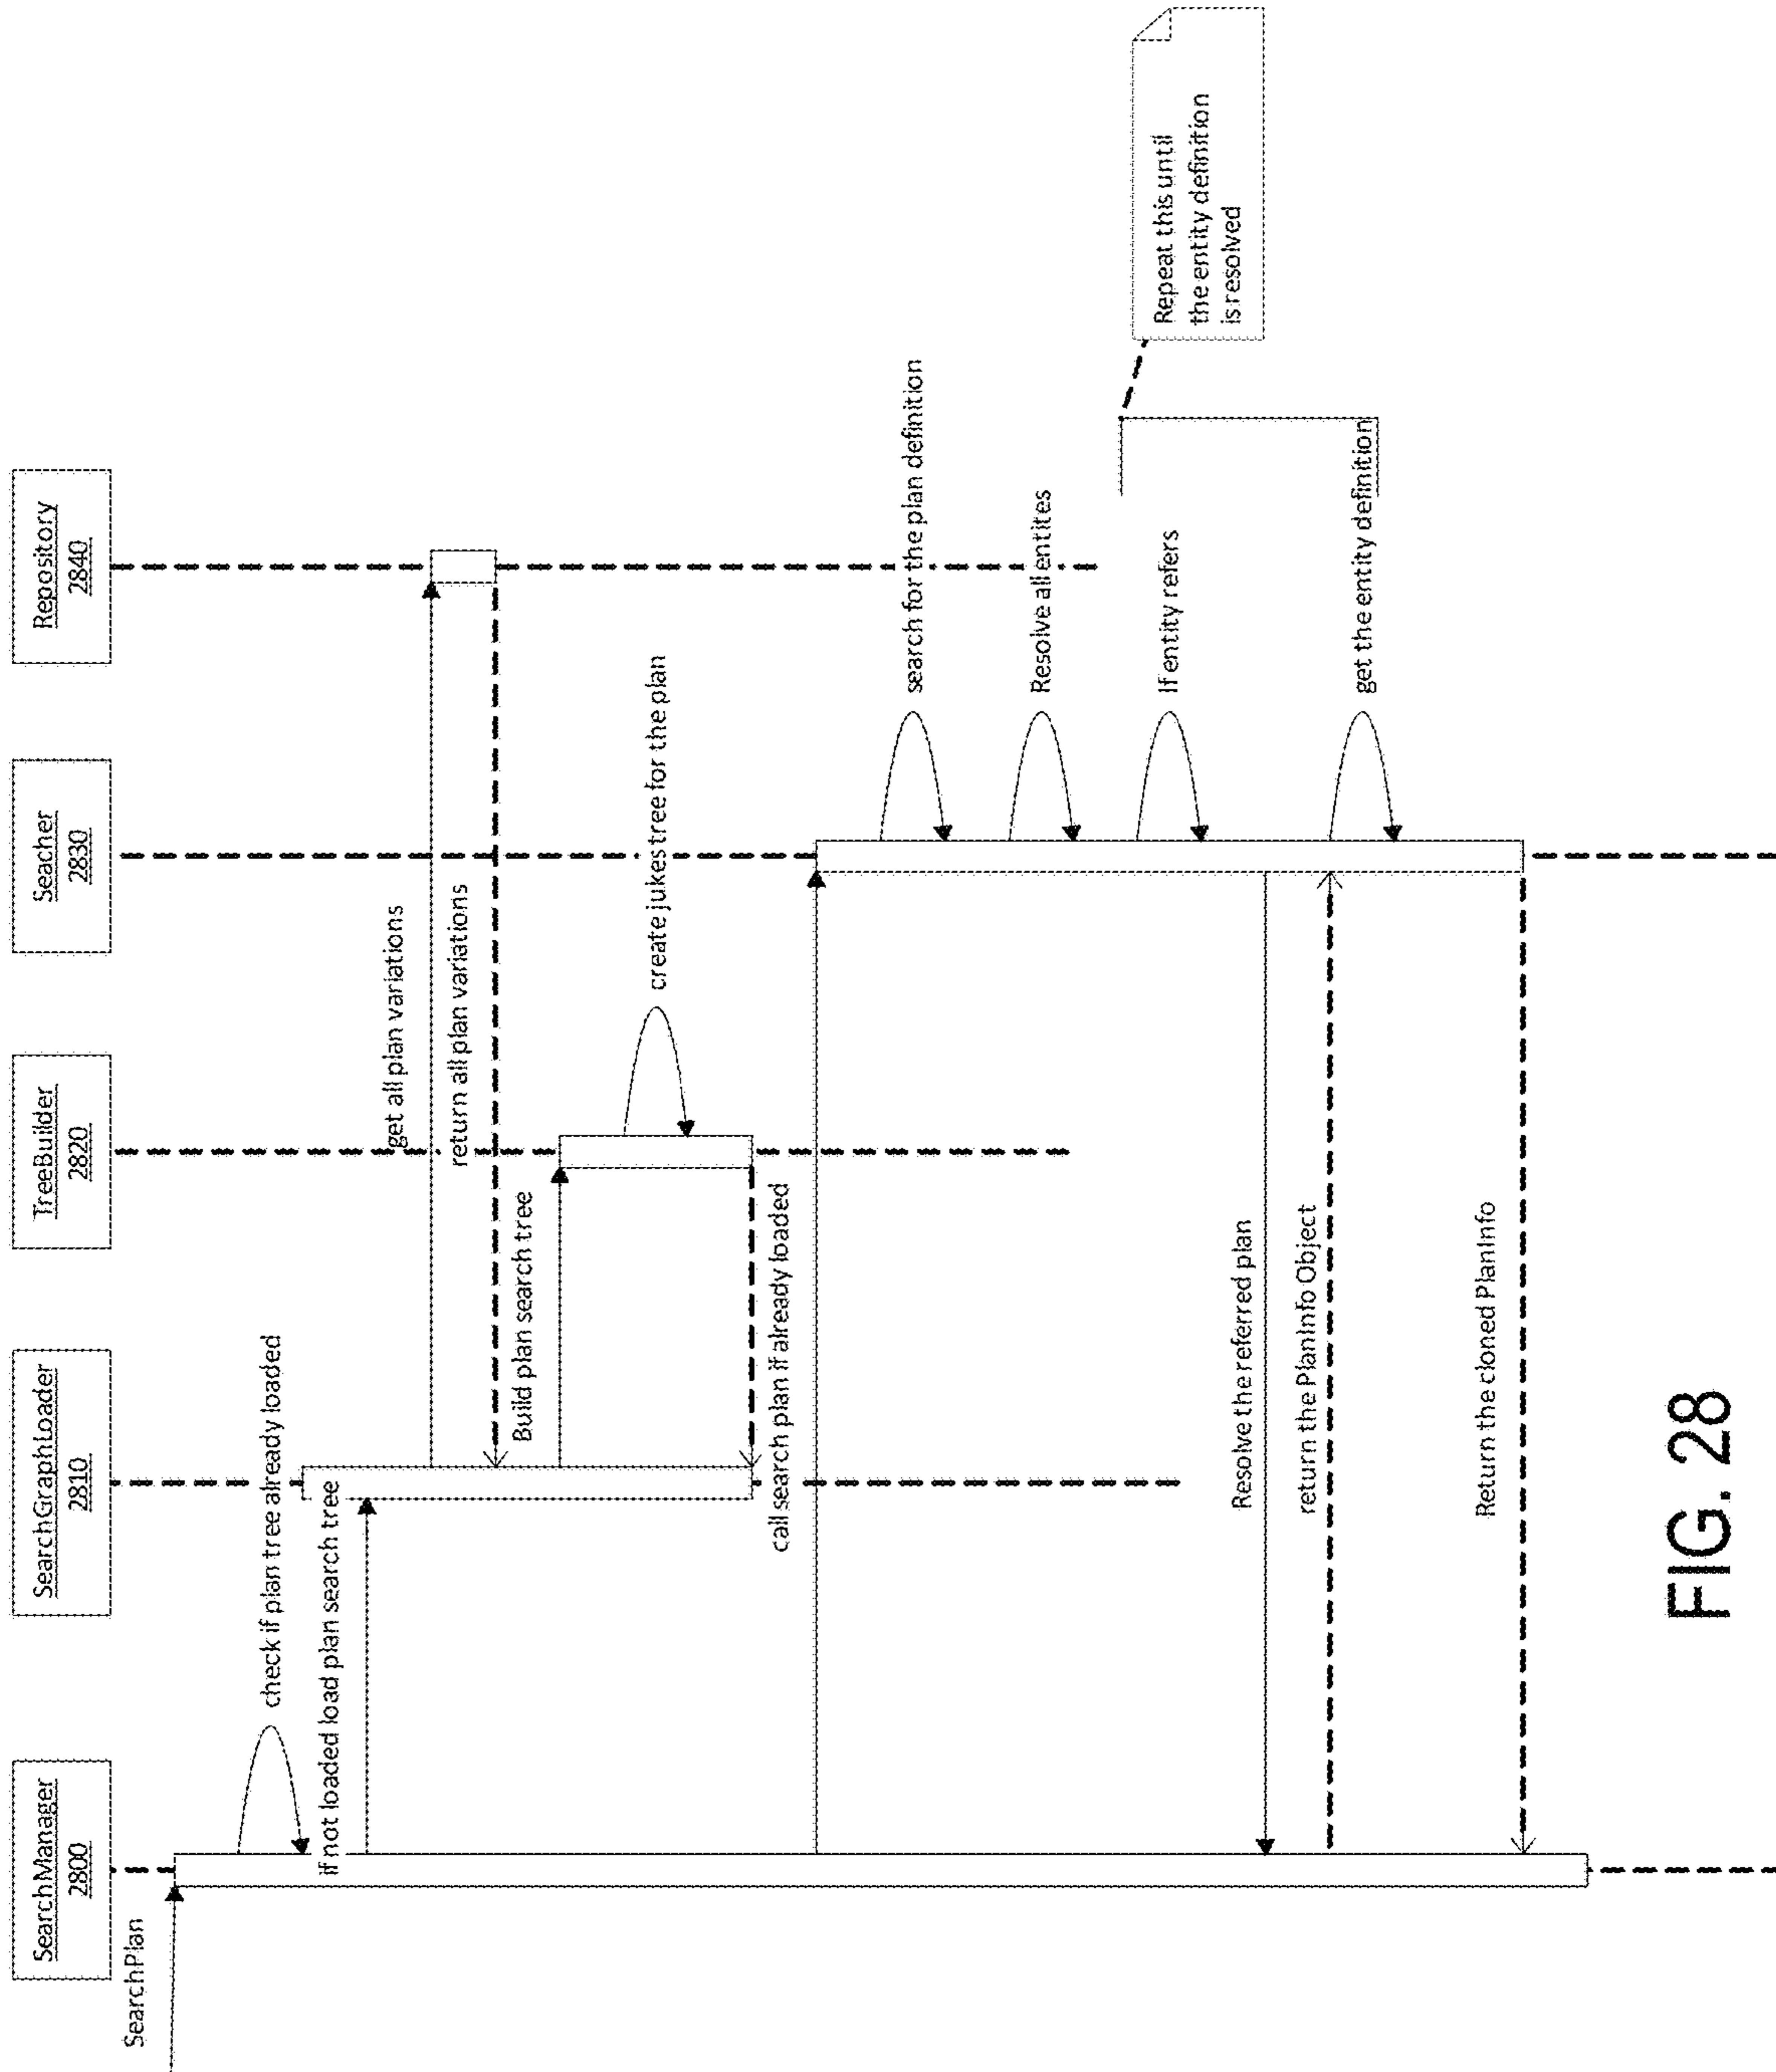 SearchManager
2800
SearchGraphLoader
2810
TreeBuilder
2820
Seacher
2830
Repository
2840
SearchPlan
check if plan tree already loaded
if not loaded load plan search tree
get all plan variations
return all plan variations
Build plan search tree
create jukes tree for the plan
call search plan if already loaded
search for the plan definition
Resolve all entites
If entity refers
Repeat this until
the entity definition
is resolved
Resolve the referred plan
return the PlanInfo Object
get the entity definition
Return the cloned PlanInfo
FIG. 28